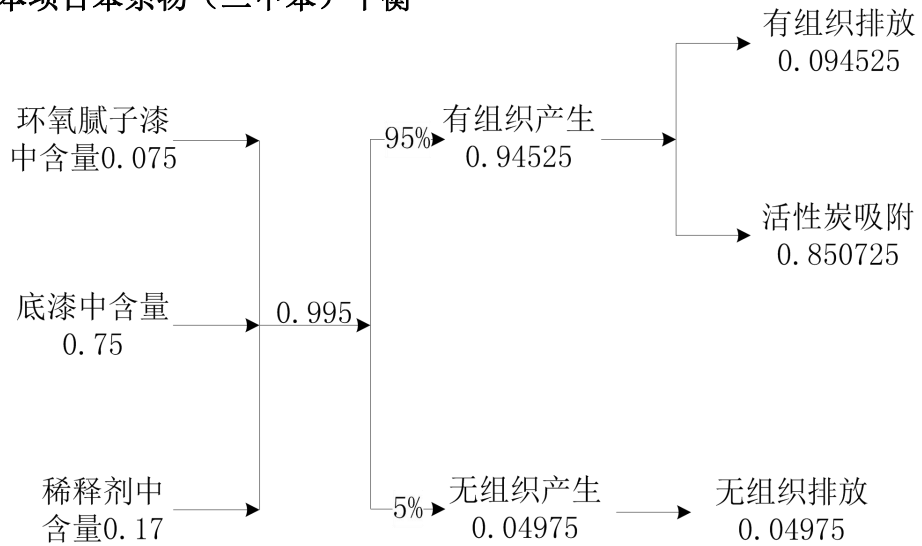 环氧腻子漆
中含量0.075
底漆中含量
0.75
稀释剂中
含量0.17
0.995
95%
有组织产生
0.94525
5%
无组织产生
0.04975
有组织排放
0.094525
活性炭吸附
0.850725
无组织排放
0.04975